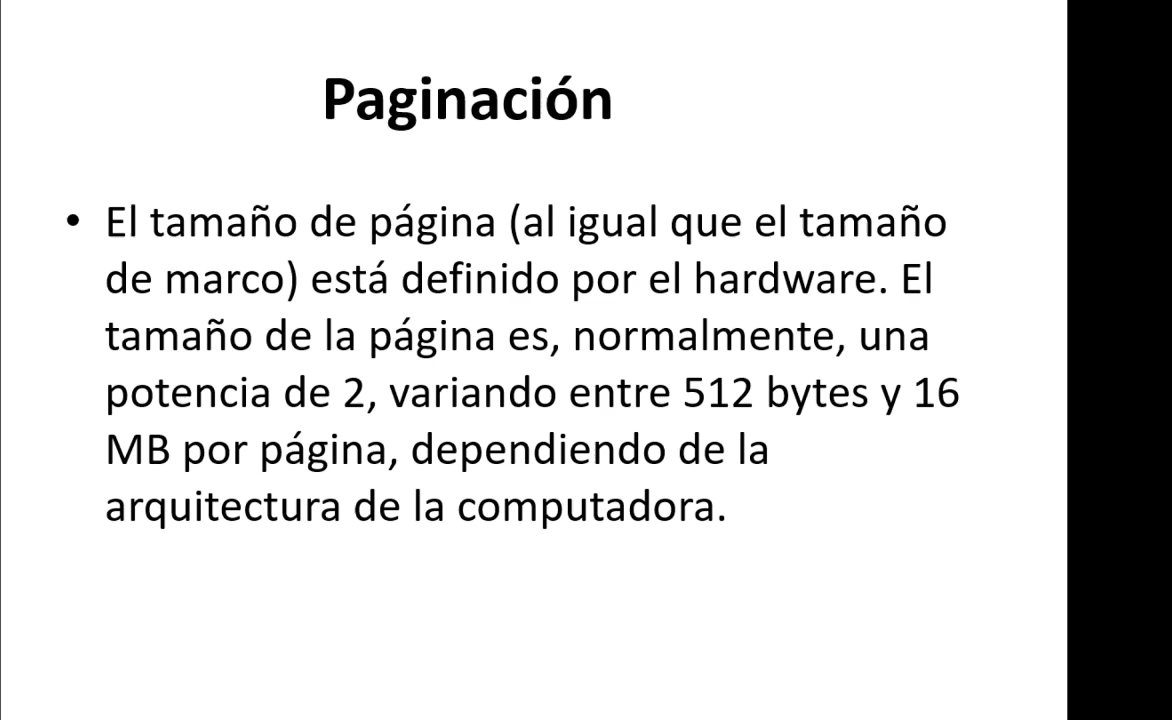 Paginación
• El tamaño de página (al igual que el tamaño
de marco) está definido por el hardware. El
tamaño de la página es, normalmente, una
potencia de 2, variando entre 512 bytes y 16
MB por página, dependiendo de la
arquitectura de la computadora.